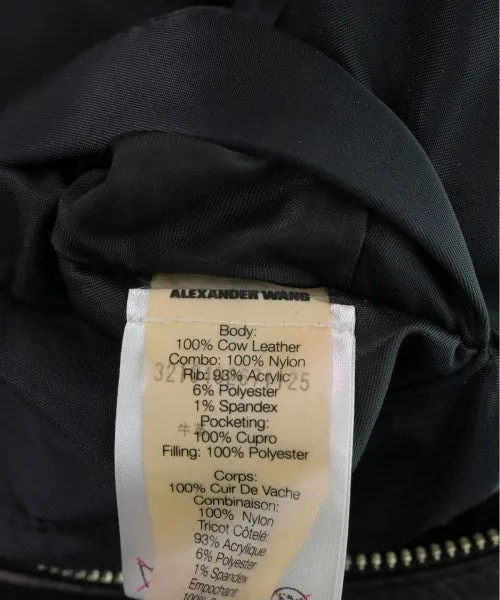 ALEXANDER WANG
Body:
100% Cow Leather
Combo: 100% Nylon
Rib: 93% Acrylic
6% Polyester
1% Spandex
Pocketing:
100% Cupro
Filling: 100% Polyester
Corps:
100% Cuir De Vache
Combinaison:
100% Nylon
Tricot Côtelé:
93% Acrylique
6% Polyester
1% Spandex
Empochant: